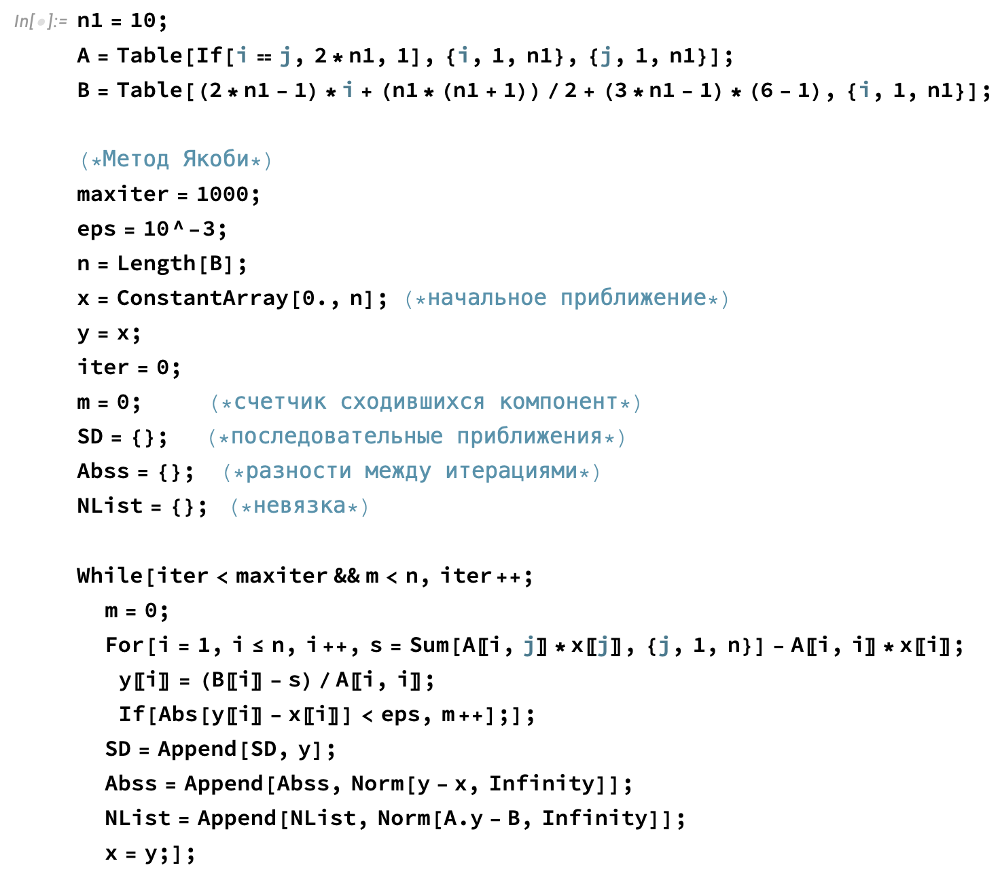 In[•]:= n1 = 10;
A = Table[If[i == j, 2 * n1, 1], {i, 1, n1}, {j, 1, n1}];
B = Table[(2 * n1 - 1) * i + (n1 * (n1 + 1)) / 2 + (3 * n1 - 1) * (6 - 1), {i, 1, n1}];
(*Метод Якоби*)
maxiter = 1000;
eps = 10^-3;
n = Length[B];
x = ConstantArray[0., n]; (*начальное приближение*)
y = x;
iter = 0;
m = 0; (*счетчик сходившихся компонент*)
SD = {}; (*последовательные приближения*)
Abss = {}; (*разности между итерациями*)
NList = {}; (*невязка*)
While[iter < maxiter && m < n, iter++;
m = 0;
For[i = 1, i ≤ n, i++, s = Sum[A〚i, j〛 * x〚j〛, {j, 1, n}] - A〚i, i〛 * x〚i〛;
y〚i〛 = (B〚i〛 - s) / A〚i, i〛;
If[Abs[y〚i〛 - x〚i〛] < eps, m++];];
SD = Append[SD, y];
Abss = Append[Abss, Norm[y - x, Infinity]];
NList = Append[NList, Norm[A.y - B, Infinity]];
x = y;];